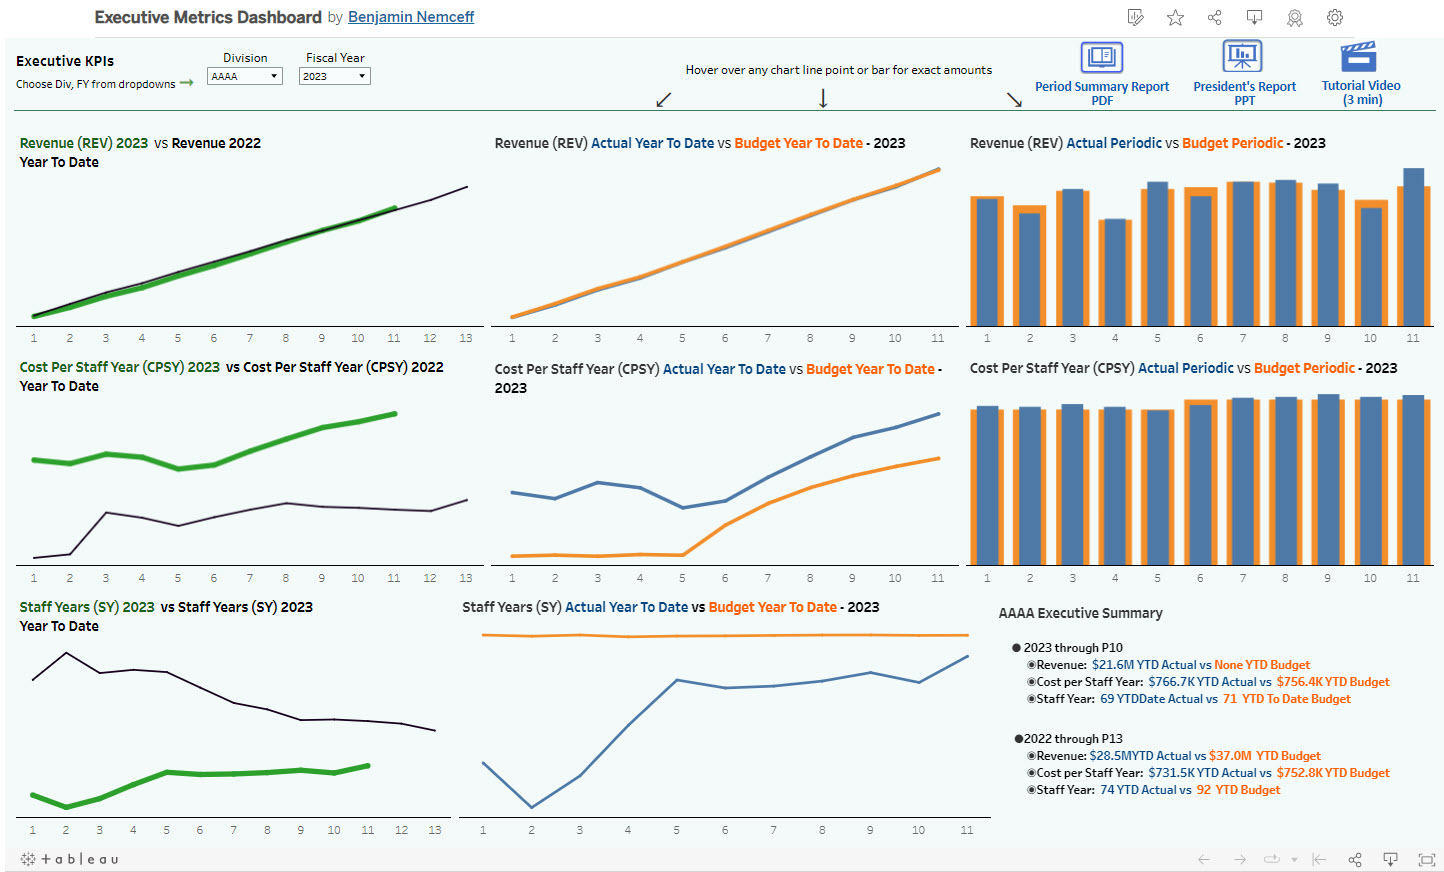 Executive Metrics Dashboard by Benjamin Nemceff
Executive KPIs
Choose Div, FY from dropdowns →
Division
AAAA
Fiscal Year
2023
Hover over any chart line point or bar for exact amounts
Period Summary Report
PDF
President's Report
PPT
Tutorial Video
(3 min)
Revenue (REV) 2023 vs Revenue 2022
Year To Date
1 2 3 4 5 6 7 8 9 10 11 12 13
Revenue (REV) Actual Year To Date vs Budget Year To Date - 2023
1 2 3 4 5 6 7 8 9 10 11
Revenue (REV) Actual Periodic vs Budget Periodic - 2023
1 2 3 4 5 6 7 8 9 10 11
Cost Per Staff Year (CPSY) 2023 vs Cost Per Staff Year (CPSY) 2022
Year To Date
1 2 3 4 5 6 7 8 9 10 11 12 13
Cost Per Staff Year (CPSY) Actual Year To Date vs Budget Year To Date -
2023
1 2 3 4 5 6 7 8 9 10 11
Cost Per Staff Year (CPSY) Actual Periodic vs Budget Periodic - 2023
1 2 3 4 5 6 7 8 9 10 11
Staff Years (SY) 2023 vs Staff Years (SY) 2023
Year To Date
1 2 3 4 5 6 7 8 9 10 11 12 13
Staff Years (SY) Actual Year To Date vs Budget Year To Date - 2023
1 2 3 4 5 6 7 8 9 10 11
AAAA Executive Summary
2023 through P10
Revenue: $21.6M YTD Actual vs None YTD Budget
Cost per Staff Year: $766.7K YTD Actual vs $756.4K YTD Budget
Staff Year: 69 YTDDate Actual vs 71 YTD To Date Budget
2022 through P13
Revenue: $28.5MYTD Actual vs $37.0M YTD Budget
Cost per Staff Year: $731.5K YTD Actual vs $752.8K YTD Budget
Staff Year: 74 YTD Actual vs 92 YTD Budget
+ a b l e a u